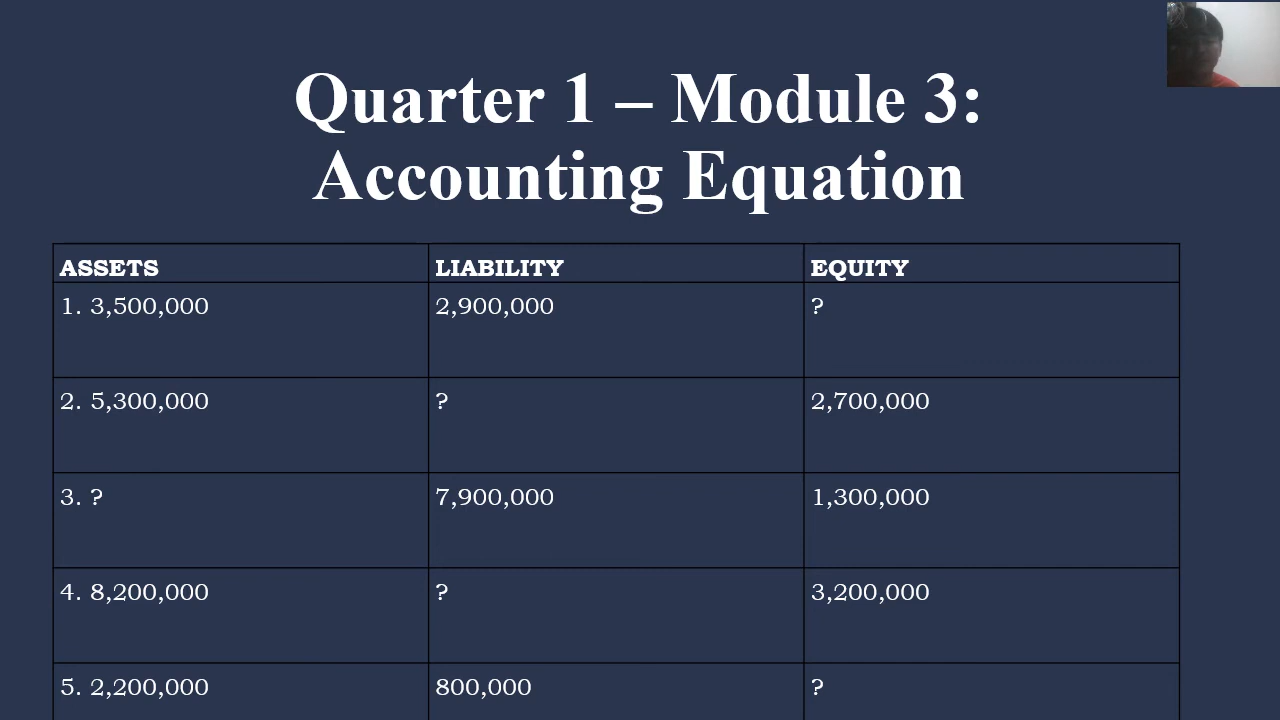 Quarter 1 – Module 3:
Accounting Equation
ASSETS LIABILITY EQUITY
1. 3,500,000 2,900,000 ?
2. 5,300,000 ? 2,700,000
3. ? 7,900,000 1,300,000
4. 8,200,000 ? 3,200,000
5. 2,200,000 800,000 ?